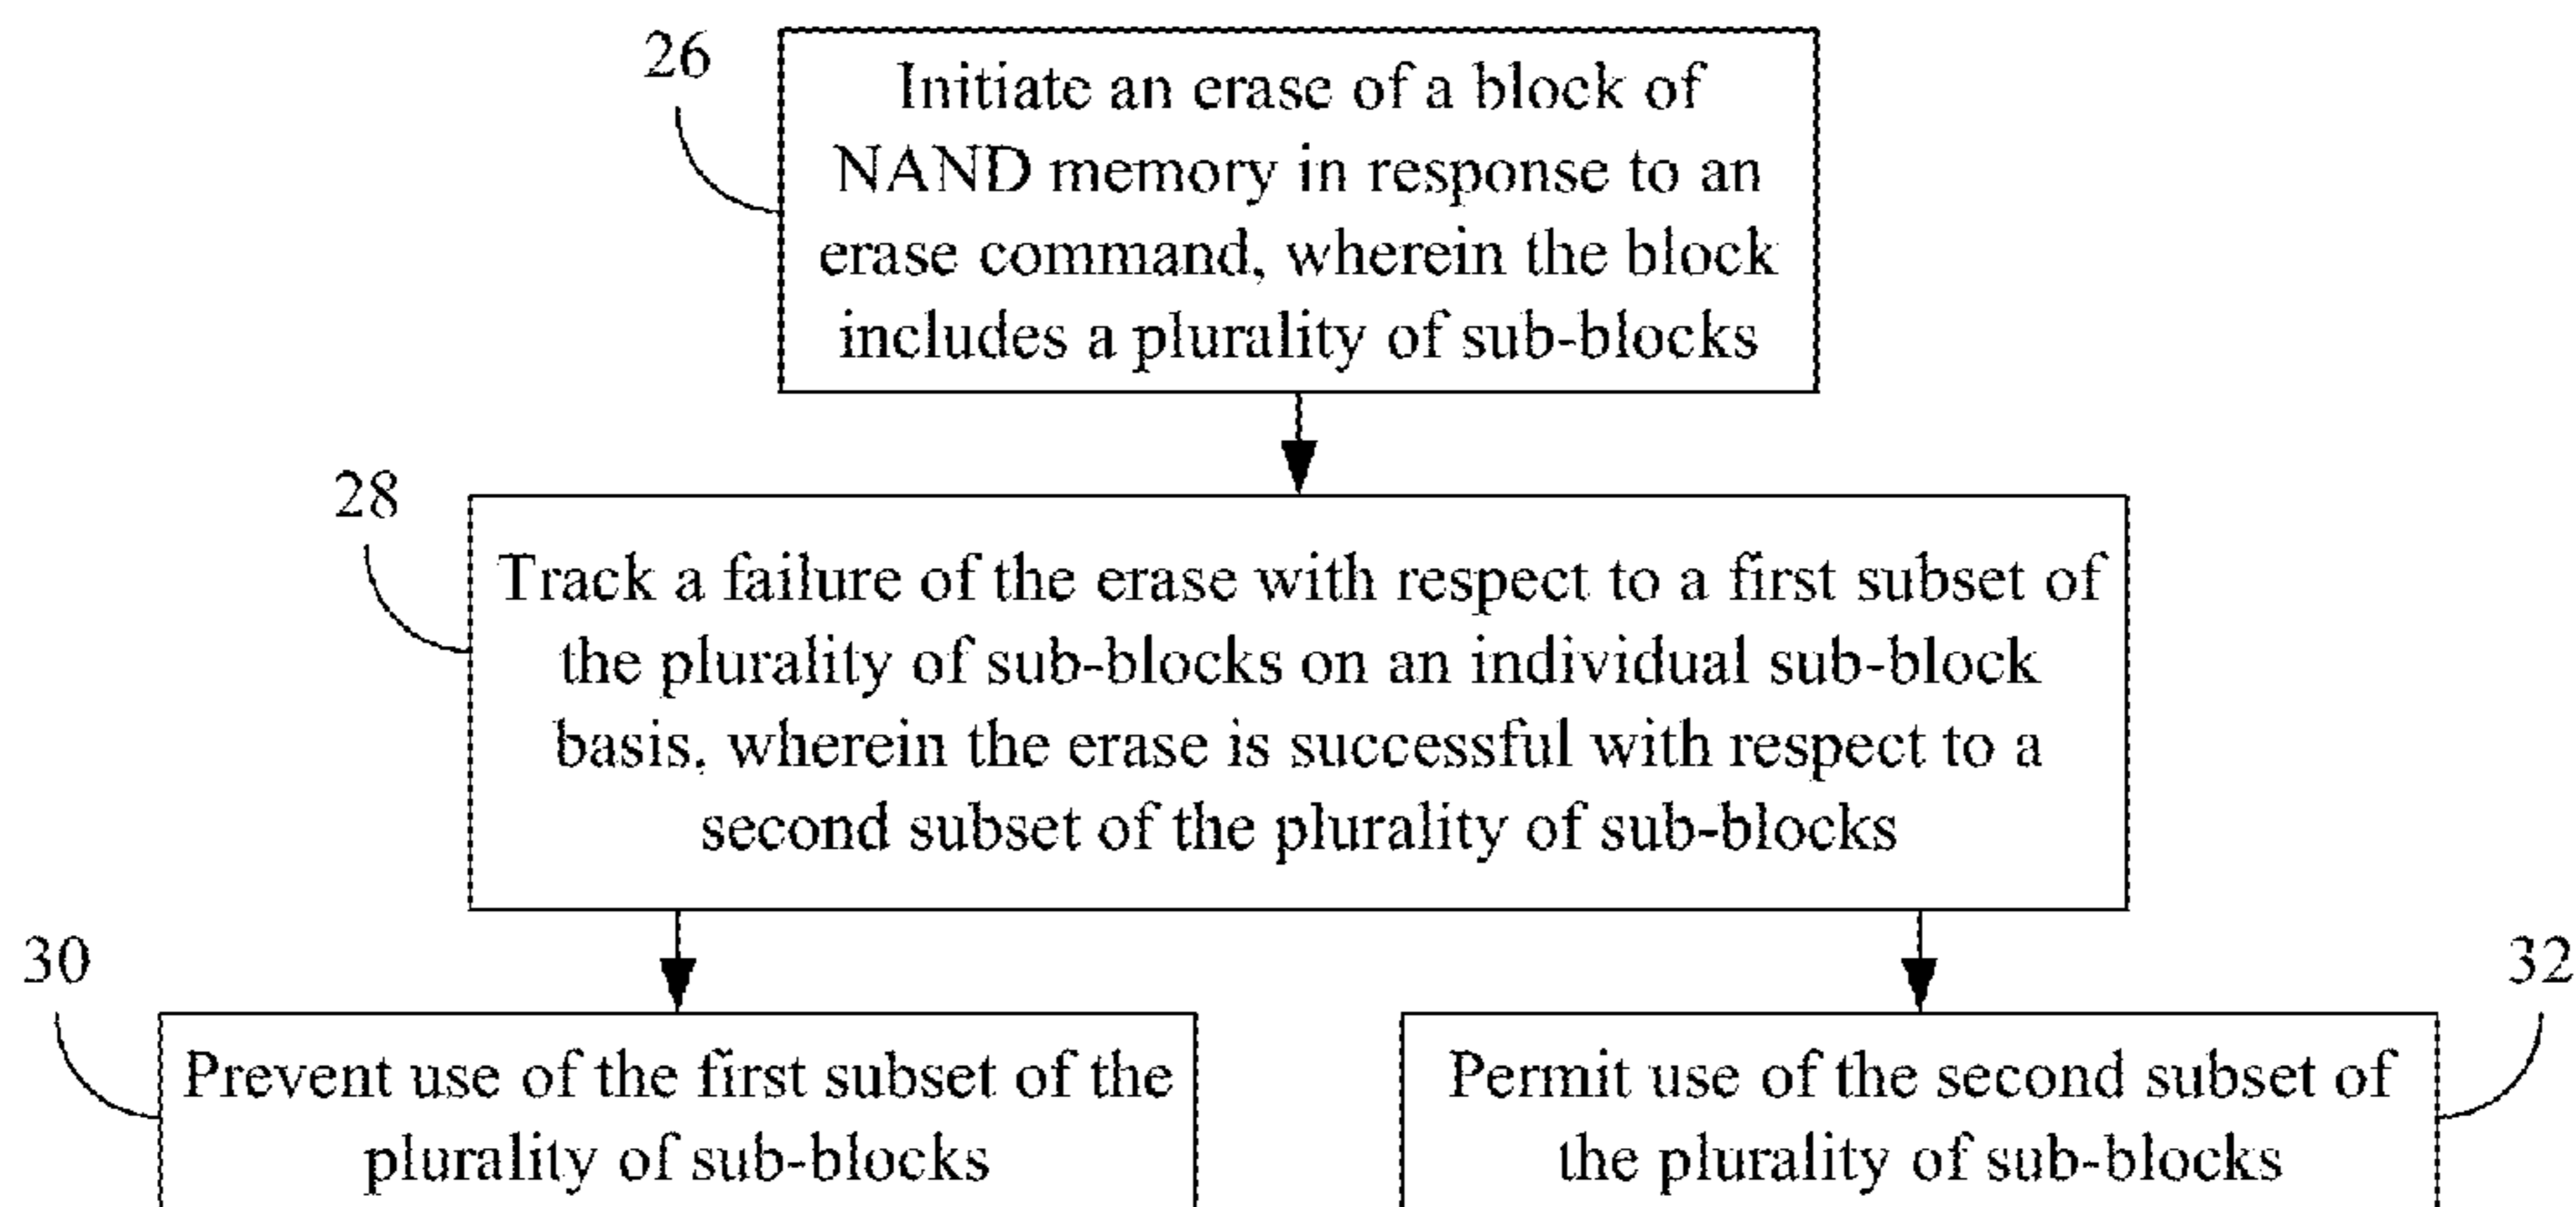 26
Initiate an erase of a block of
NAND memory in response to an
erase command, wherein the block
includes a plurality of sub-blocks
28
Track a failure of the erase with respect to a first subset of
the plurality of sub-blocks on an individual sub-block
basis, wherein the erase is successful with respect to a
second subset of the plurality of sub-blocks
30
Prevent use of the first subset of the
plurality of sub-blocks
32
Permit use of the second subset of
the plurality of sub-blocks